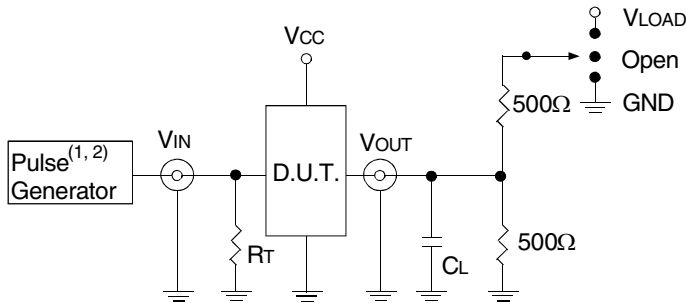 VLOAD
Open
GND
VCC
500Ω
VIN
VOUT
Pulse(1, 2)
Generator
D.U.T.
RT
CL
500Ω